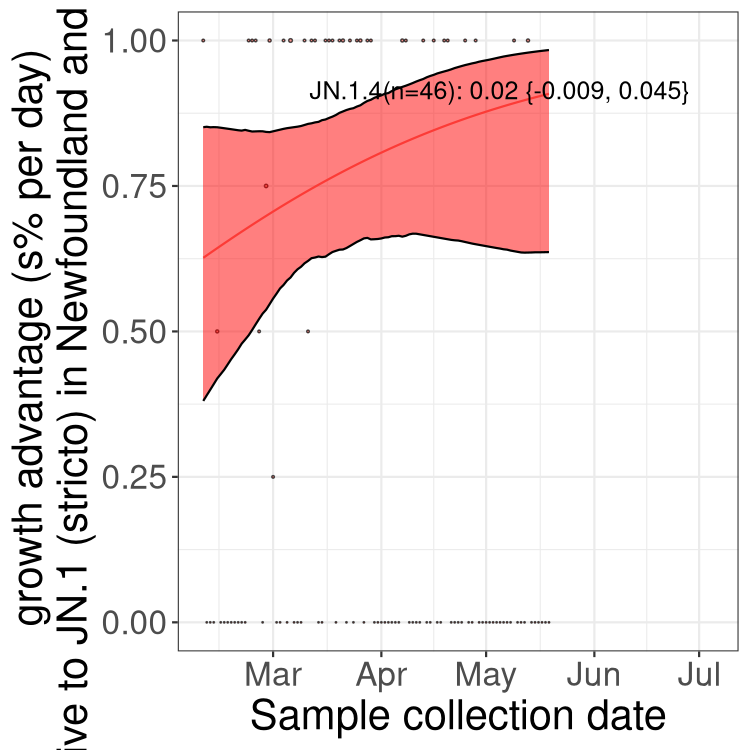 growth advantage (s% per day)
ive to JN.1 (stricto) in Newfoundland and
1.00
0.75
0.50
0.25
0.00
JN.1.4(n=46): 0.02 {-0.009, 0.045}
Mar Apr May Jun Jul
Sample collection date